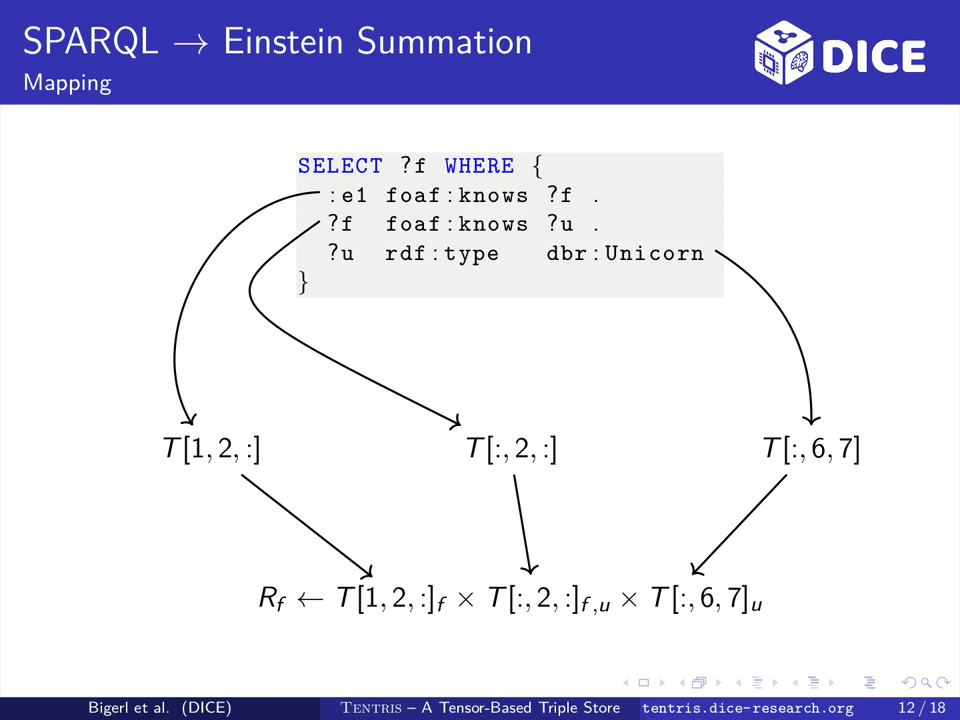 SPARQL → Einstein Summation
Mapping
DICE
SELECT ?f WHERE {
:e1 foaf:knows ?f .
?f foaf:knows ?u .
?u rdf:type dbr:Unicorn
}
T[1, 2, :]
T[:, 2, :]
T[:, 6, 7]
R_f ← T[1, 2, :]_f × T[:, 2, :]_{f,u} × T[:, 6, 7]_u
Bigerl et al. (DICE)
TENTRIS – A Tensor-Based Triple Store
tentris.dice-research.org
12 / 18